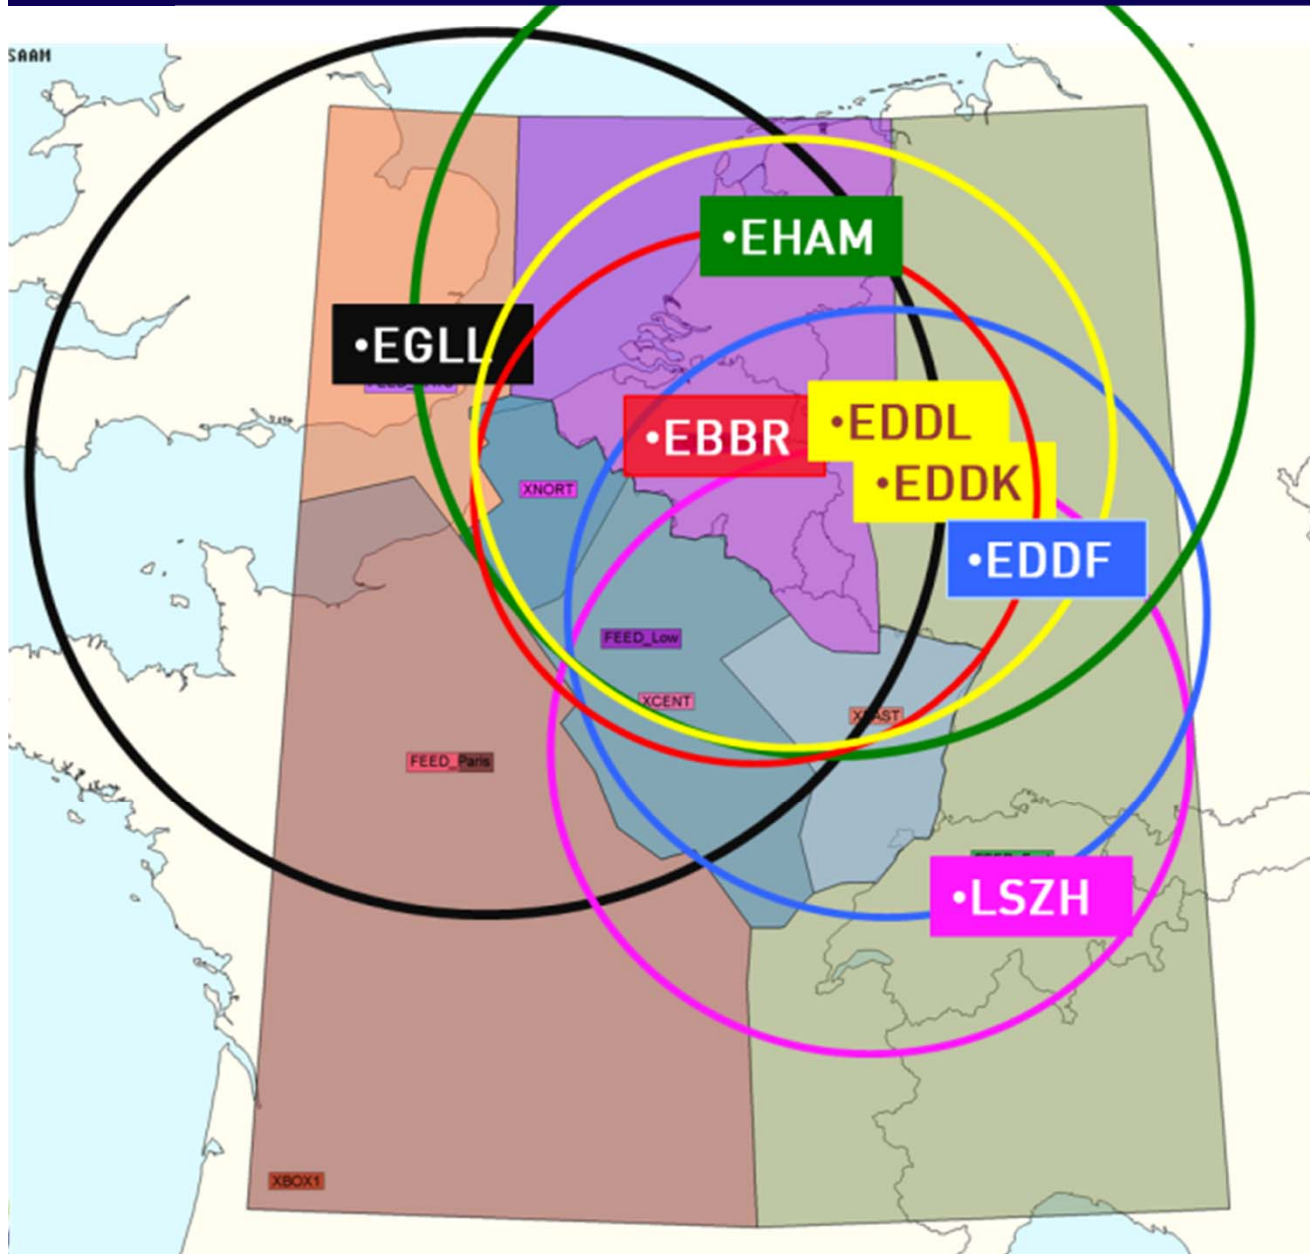 SAAM
•EHAM
•EGLL
•EBBR
•EDDL
•EDDK
XNORT
•EDDF
FEED_Low
XCENT
FEED_Paris
•LSZH
XBOX1